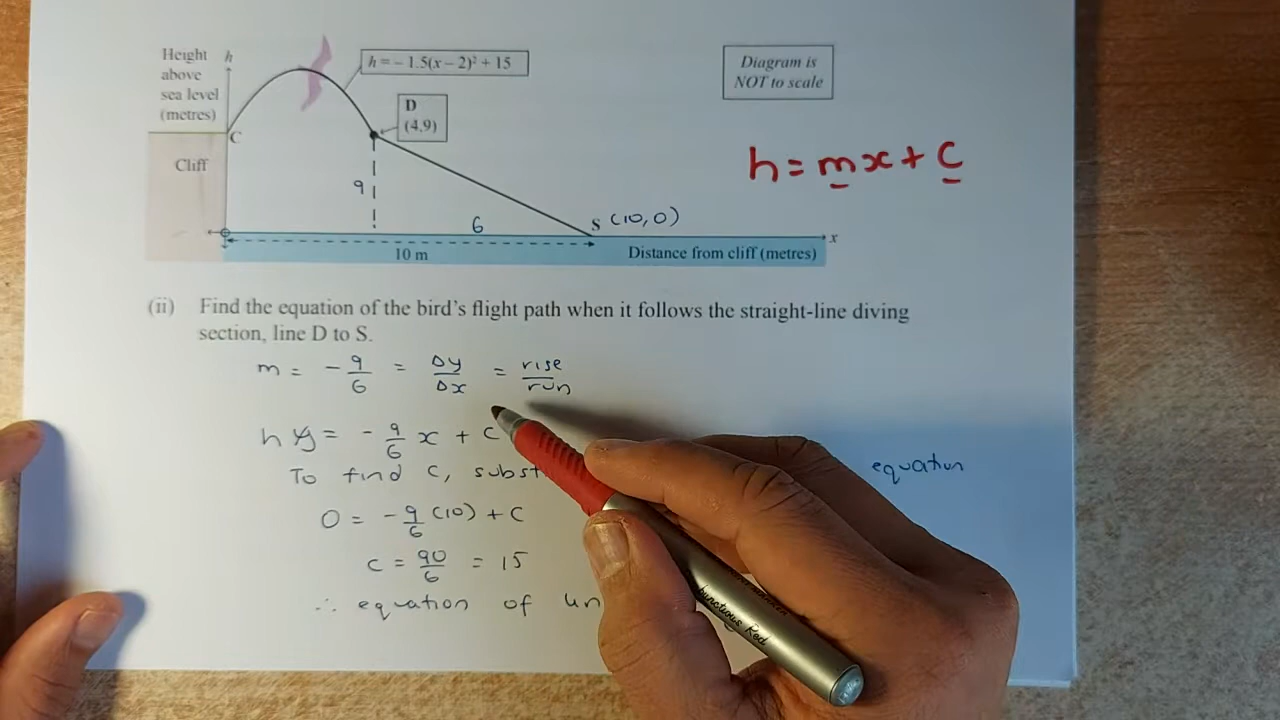 Height h
above
sea level
(metres)
h = – 1.5(x – 2)² + 15
Diagram is
NOT to scale
D
(4,9)
C
Cliff
h = mx + c
9
6
S (10,0)
x
10 m
Distance from cliff (metres)
(ii) Find the equation of the bird's flight path when it follows the straight-line diving
section, line D to S.
m = - 9/6 = Δy/Δx = rise/run
h y = - 9/6 x + c
To find c, subst equation
0 = - 9/6 (10) + c
c = 90/6 = 15
∴ equation of